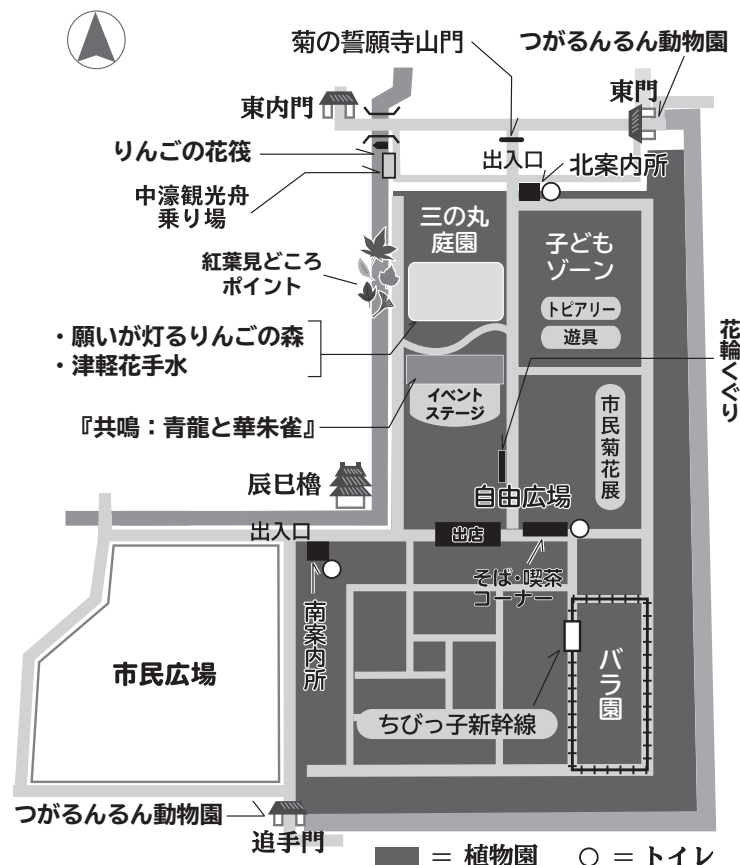 菊の誓願寺山門
つがるんるん動物園
東門
東内門
りんごの花筏
出入口
北案内所
中濠観光舟
乗り場
三の丸
庭園
子ども
ゾーン
紅葉見どころ
ポイント
トピアリー
遊具
・願いが灯るりんごの森
・津軽花手水
花輪くぐり
イベント
ステージ
『共鳴：青龍と華朱雀』
市民菊花展
辰巳櫓
自由広場
出入口
出店
そば・喫茶
コーナー
南案内所
市民広場
バラ園
ちびっ子新幹線
つがるんるん動物園
追手門
＝ 植物園
○ ＝ トイレ